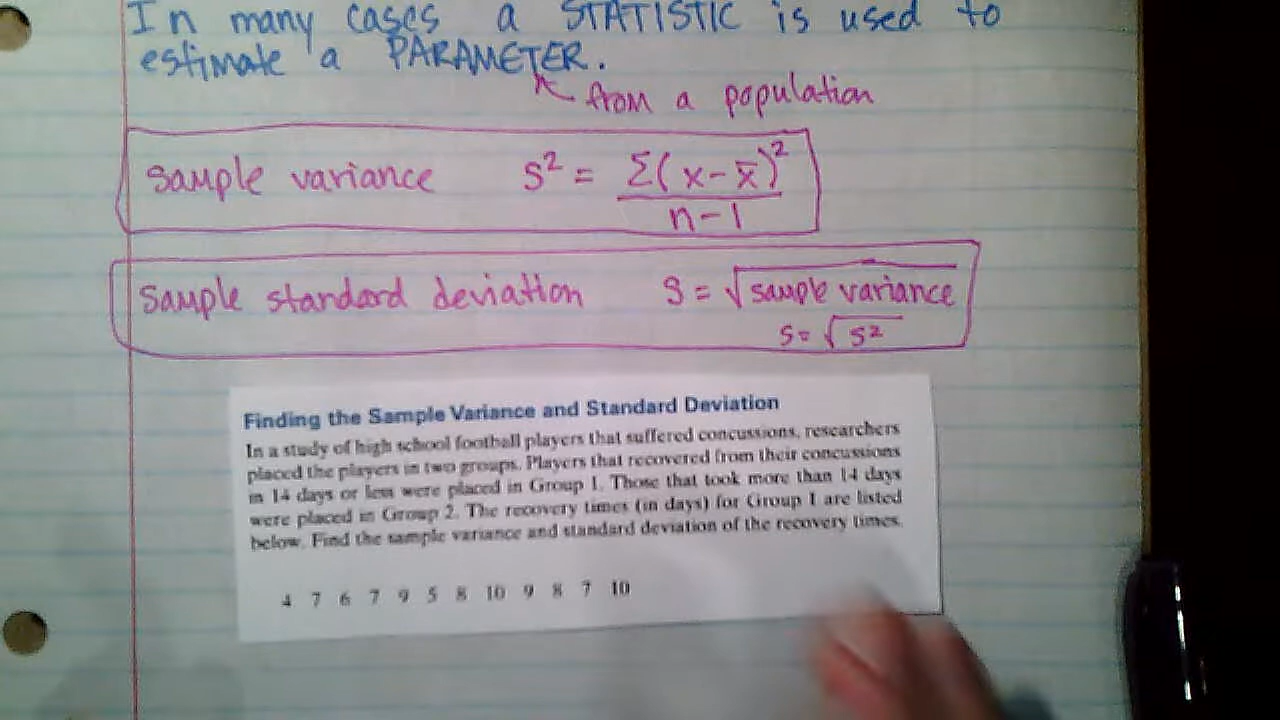 In many cases a STATISTIC is used to
estimate a PARAMETER.
from a population
sample variance s² = Σ(x-x̄)² / n-1
sample standard deviation s = √sample variance
s = √s²
Finding the Sample Variance and Standard Deviation
In a study of high school football players that suffered concussions, researchers
placed the players in two groups. Players that recovered from their concussions
in 14 days or less were placed in Group 1. Those that took more than 14 days
were placed in Group 2. The recovery times (in days) for Group 1 are listed
below. Find the sample variance and standard deviation of the recovery times.
4 7 6 7 9 5 8 10 9 8 7 10